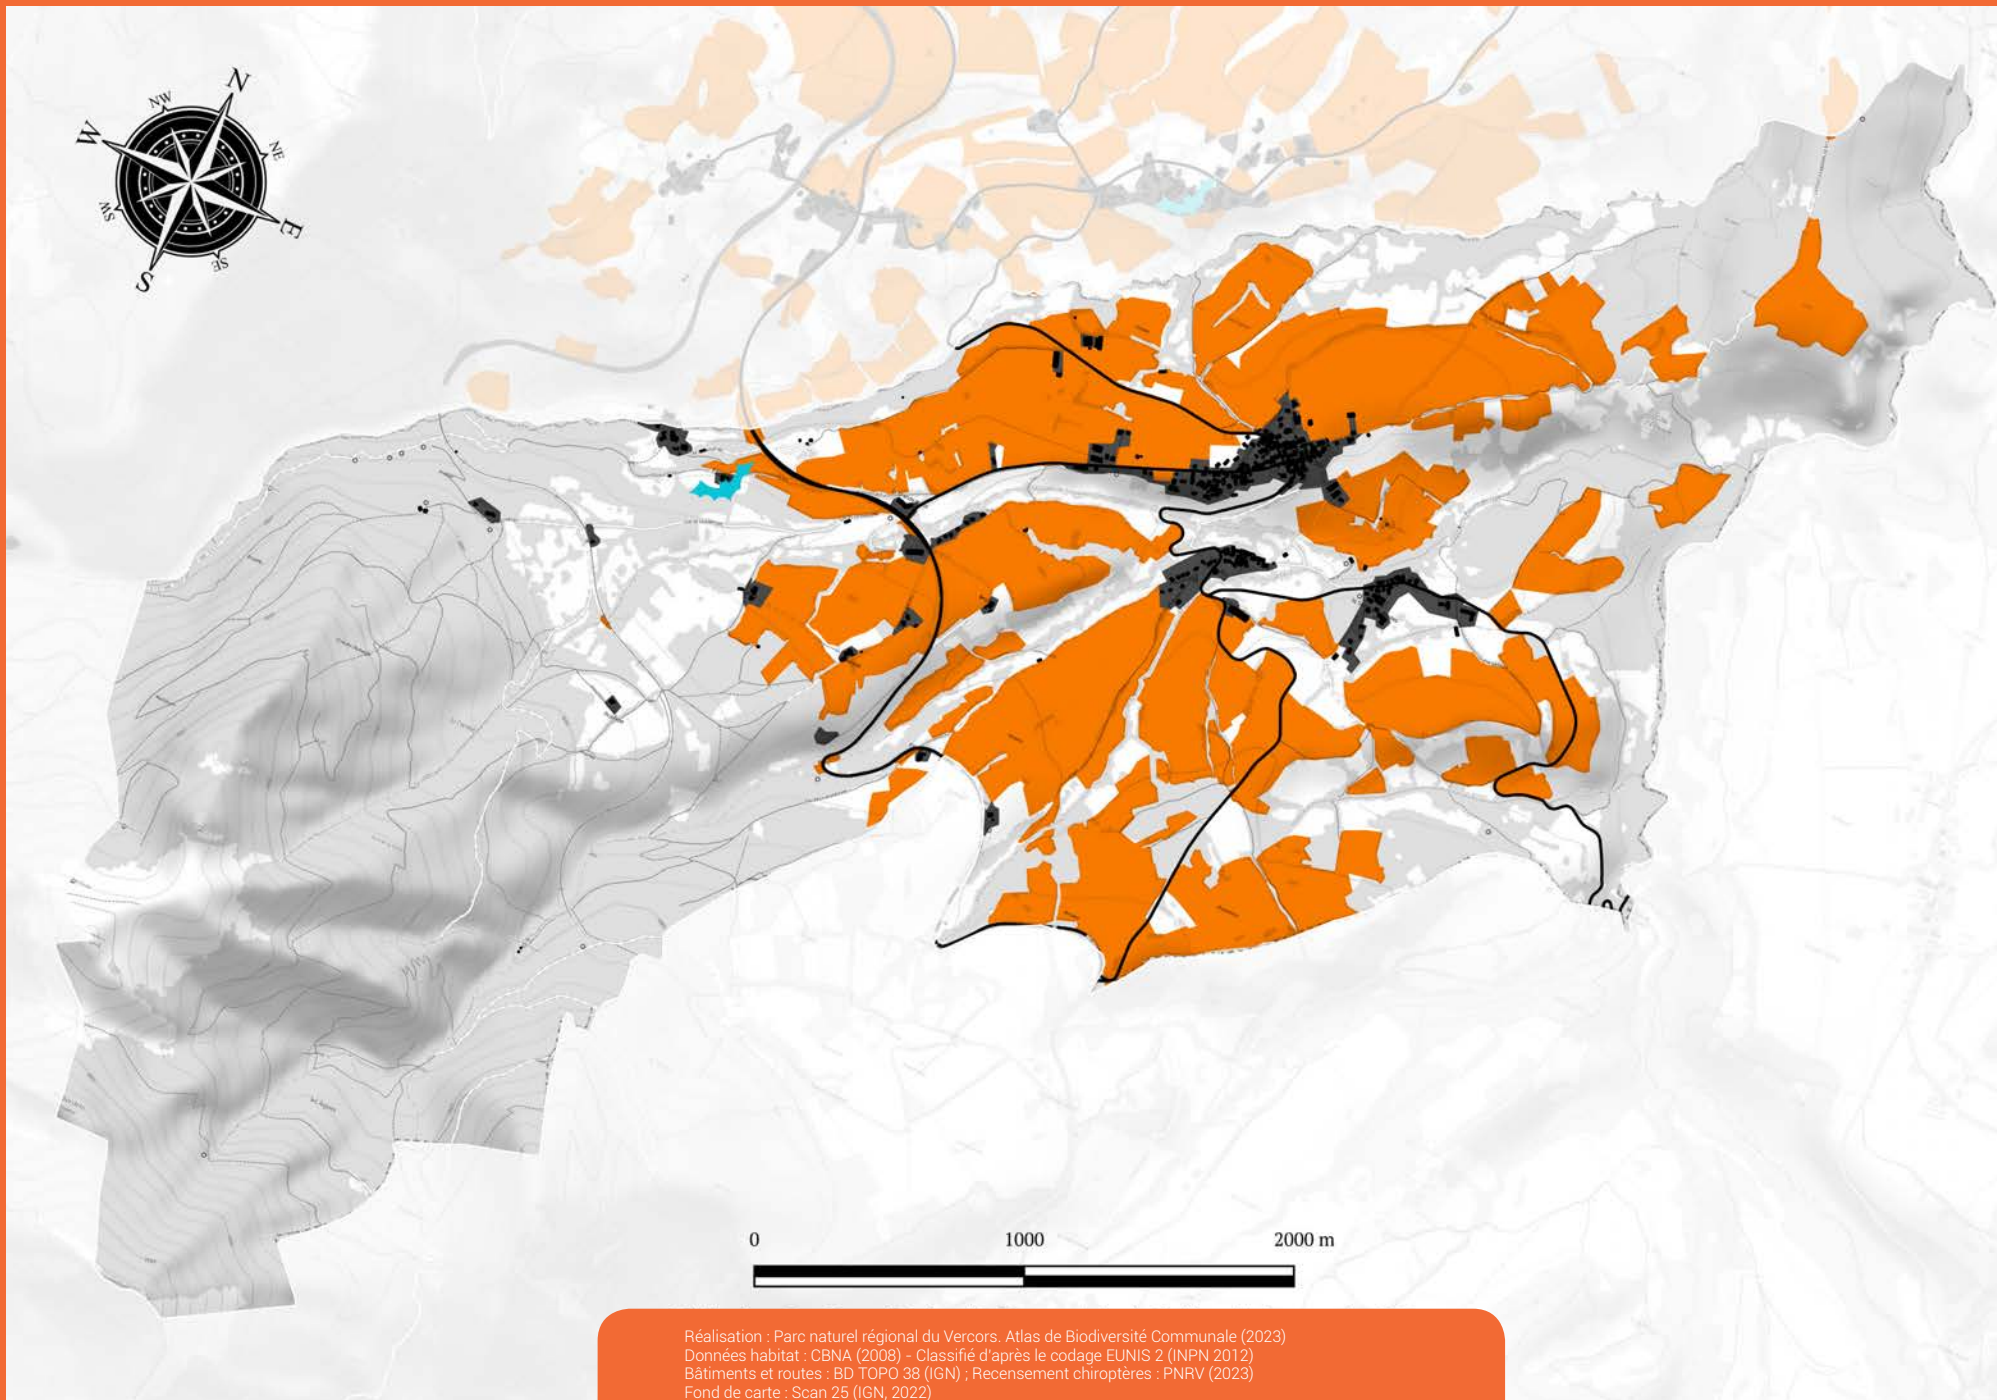 N
NW
W
NE
SW
E
SE
S
0 1000 2000 m
Réalisation : Parc naturel régional du Vercors. Atlas de Biodiversité Communale (2023)
Données habitat : CBNA (2008) - Classifié d'après le codage EUNIS 2 (INPN 2012)
Bâtiments et routes : BD TOPO 38 (IGN) ; Recensement chiroptères : PNRV (2023)
Fond de carte : Scan 25 (IGN, 2022)